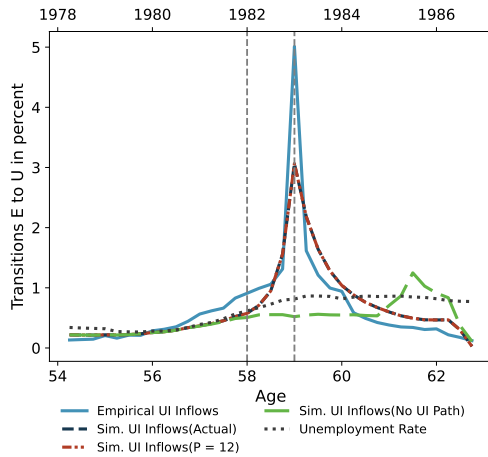 1978 1980 1982 1984 1986
Transitions E to U in percent
5
4
3
2
1
0
54 56 58 60 62
Age
Empirical UI Inflows
Sim. UI Inflows(Actual)
Sim. UI Inflows(P = 12)
Sim. UI Inflows(No UI Path)
Unemployment Rate